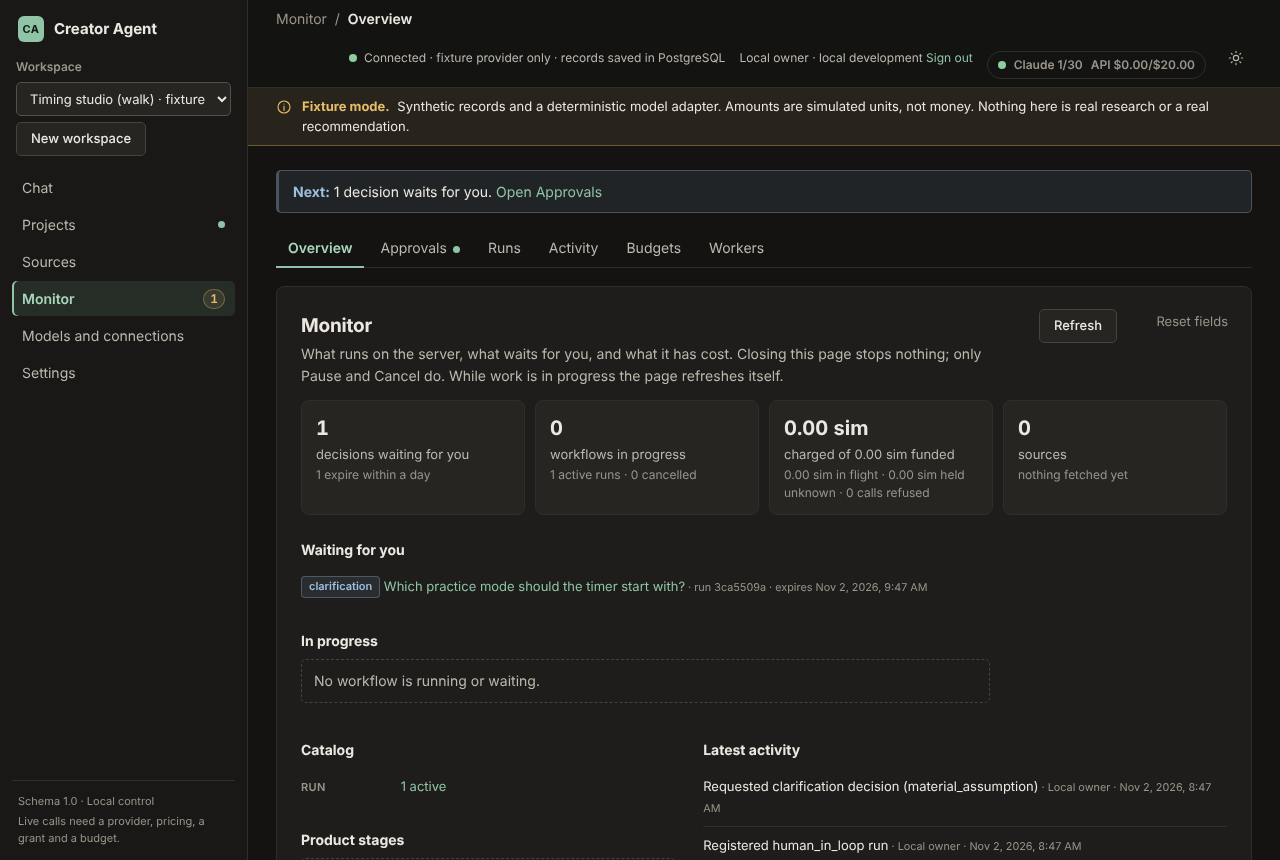 CA
Creator Agent
Workspace
Timing studio (walk) · fixture
New workspace
Chat
Projects
Sources
Monitor
1
Models and connections
Settings
Schema 1.0 · Local control
Live calls need a provider, pricing, a
grant and a budget.
Monitor / Overview
Connected · fixture provider only · records saved in PostgreSQL
Local owner · local development Sign out
Claude 1/30 API $0.00/$20.00
Fixture mode. Synthetic records and a deterministic model adapter. Amounts are simulated units, not money. Nothing here is real research or a real
recommendation.
Next: 1 decision waits for you. Open Approvals
Overview
Approvals
Runs
Activity
Budgets
Workers
Monitor
Refresh
Reset fields
What runs on the server, what waits for you, and what it has cost. Closing this page stops nothing; only
Pause and Cancel do. While work is in progress the page refreshes itself.
1
decisions waiting for you
1 expire within a day
0
workflows in progress
1 active runs · 0 cancelled
0.00 sim
charged of 0.00 sim funded
0.00 sim in flight · 0.00 sim held
unknown · 0 calls refused
0
sources
nothing fetched yet
Waiting for you
clarification Which practice mode should the timer start with? · run 3ca5509a · expires Nov 2, 2026, 9:47 AM
In progress
No workflow is running or waiting.
Catalog
RUN 1 active
Product stages
Latest activity
Requested clarification decision (material_assumption) · Local owner · Nov 2, 2026, 8:47
AM
Registered human_in_loop run · Local owner · Nov 2, 2026, 8:47 AM